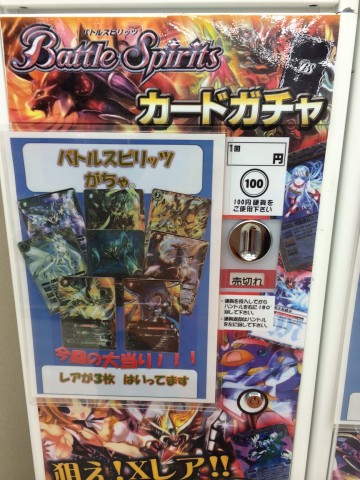 バトルスピリッツ
Battle Spirits
カードガチャ
バトルスピリッツ
がちゃ。
1回
円
100
100円硬貨を
ご使用下さい
売切れ
今回の大当り!!!
レアが3枚 はいってます
狙え!Xレア!!